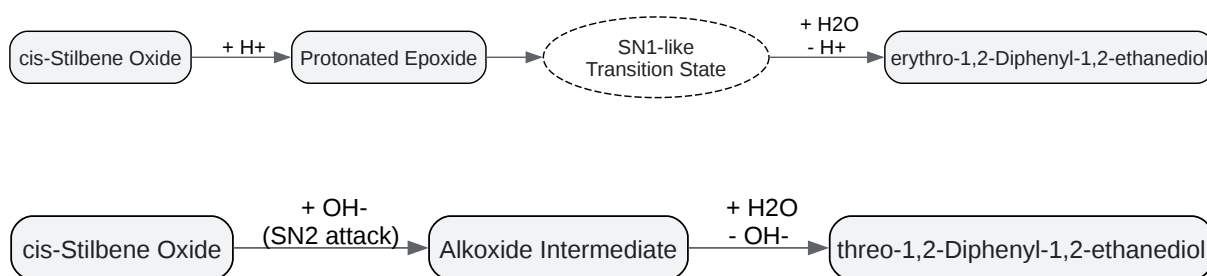 cis-Stilbene Oxide
+ H+
Protonated Epoxide
SN1-like
Transition State
+ H2O
- H+
erythro-1,2-Diphenyl-1,2-ethanediol
cis-Stilbene Oxide
+ OH-
(SN2 attack)
Alkoxide Intermediate
+ H2O
- OH-
threo-1,2-Diphenyl-1,2-ethanediol